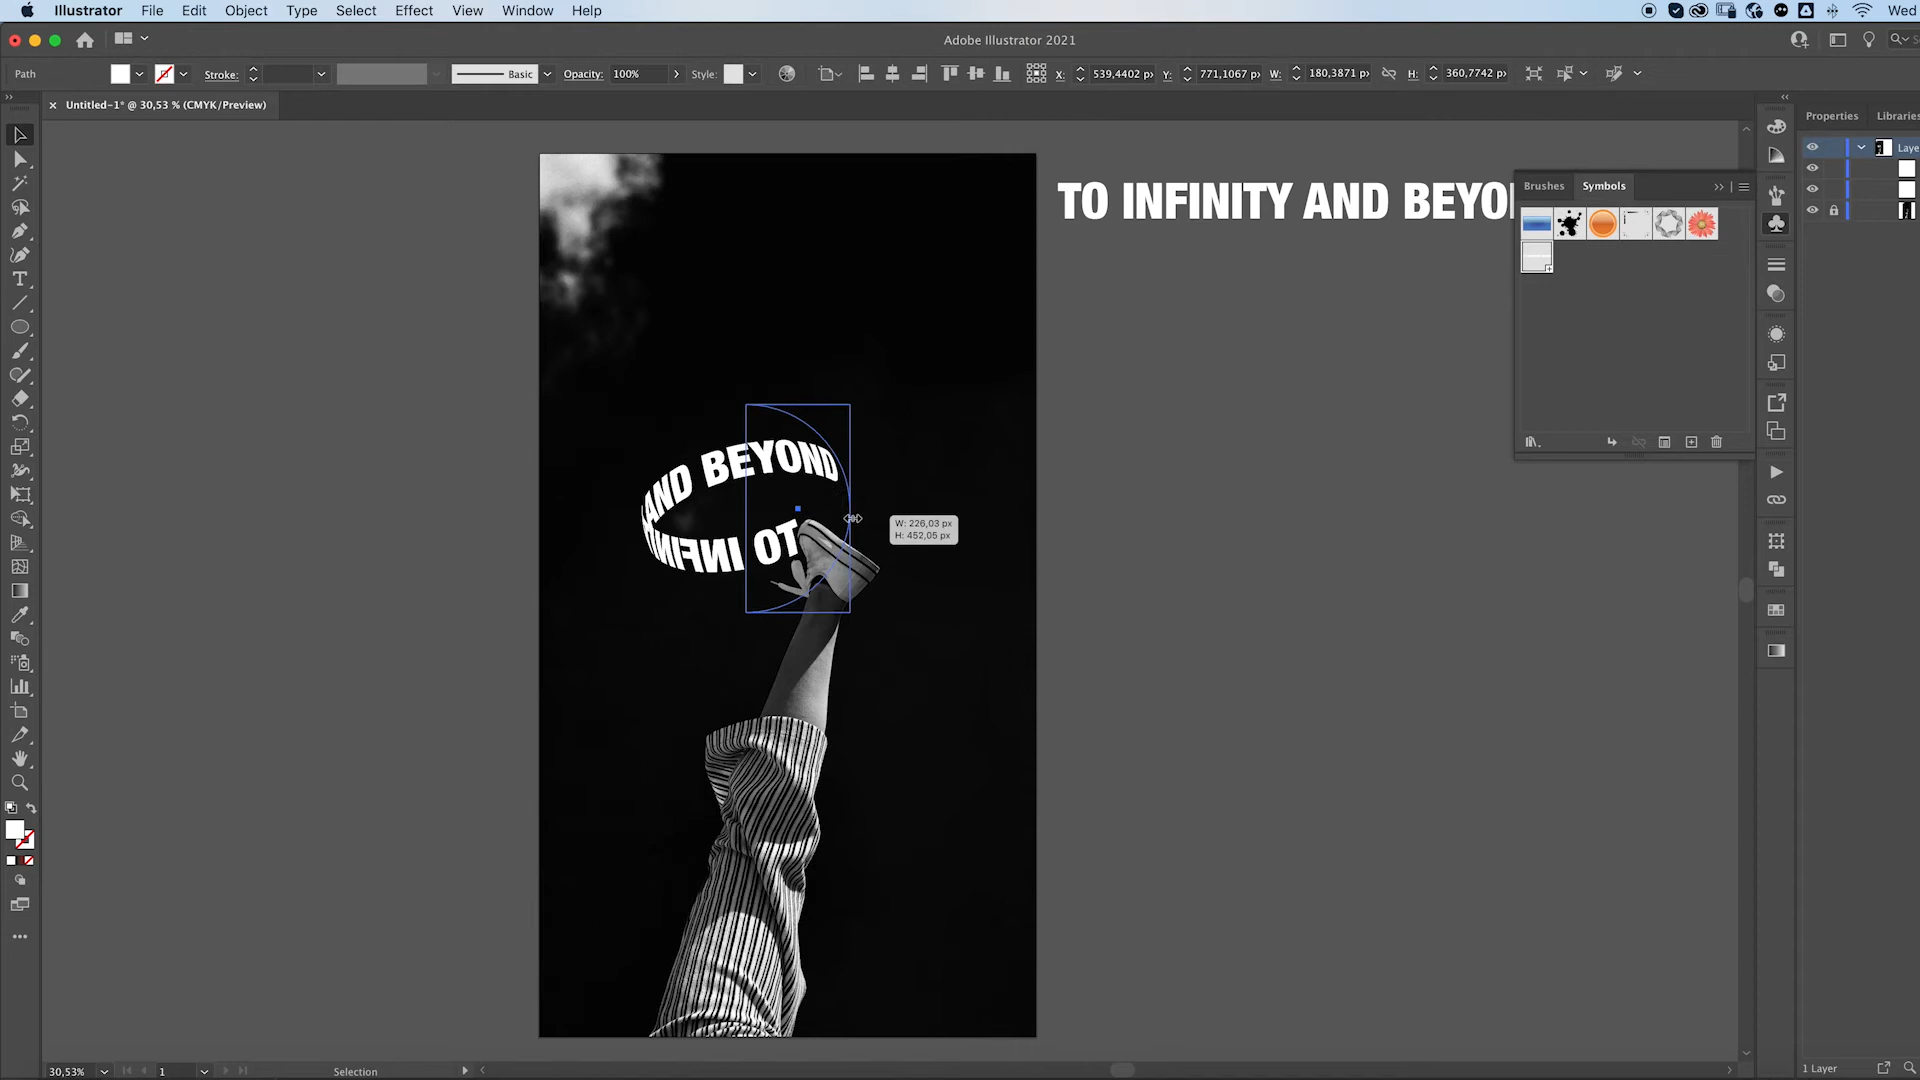 Illustrator File Edit Object Type Select Effect View Window Help Wed
Adobe Illustrator 2021
Path Stroke: Basic Opacity: 100% Style: X: 539,4402 px Y: 771,1067 px W: 180,3871 px H: 360,7742 px
× Untitled-1* @ 30,53 % (CMYK/Preview)
Properties Libraries
Laye
TO INFINITY AND BEYO
Brushes Symbols
AND BEYOND
TO INFINI
W: 226,03 px
H: 452,05 px
30,53% 1 Selection 1 Layer